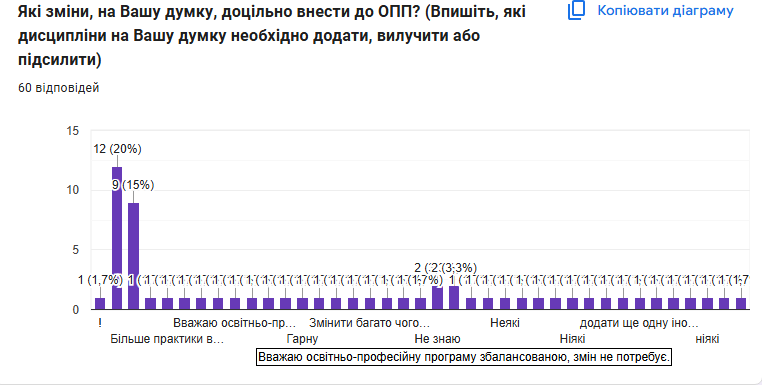 Які зміни, на Вашу думку, доцільно внести до ОПП? (Впишіть, які
дисципліни на Вашу думку необхідно додати, вилучити або
підсилити)
Копіювати діаграму
60 відповідей
15
10
5
0
12 (20%)
9 (15%)
(1,7%)
!
Вважаю освітньо-пр…
Змінити багато чого…
Неякі
додати ще одну іно…
Більше практики в…
Гарну
Не знаю
Ніякі
ніякі
Вважаю освітньо-професійну програму збалансованою, змін не потребує.